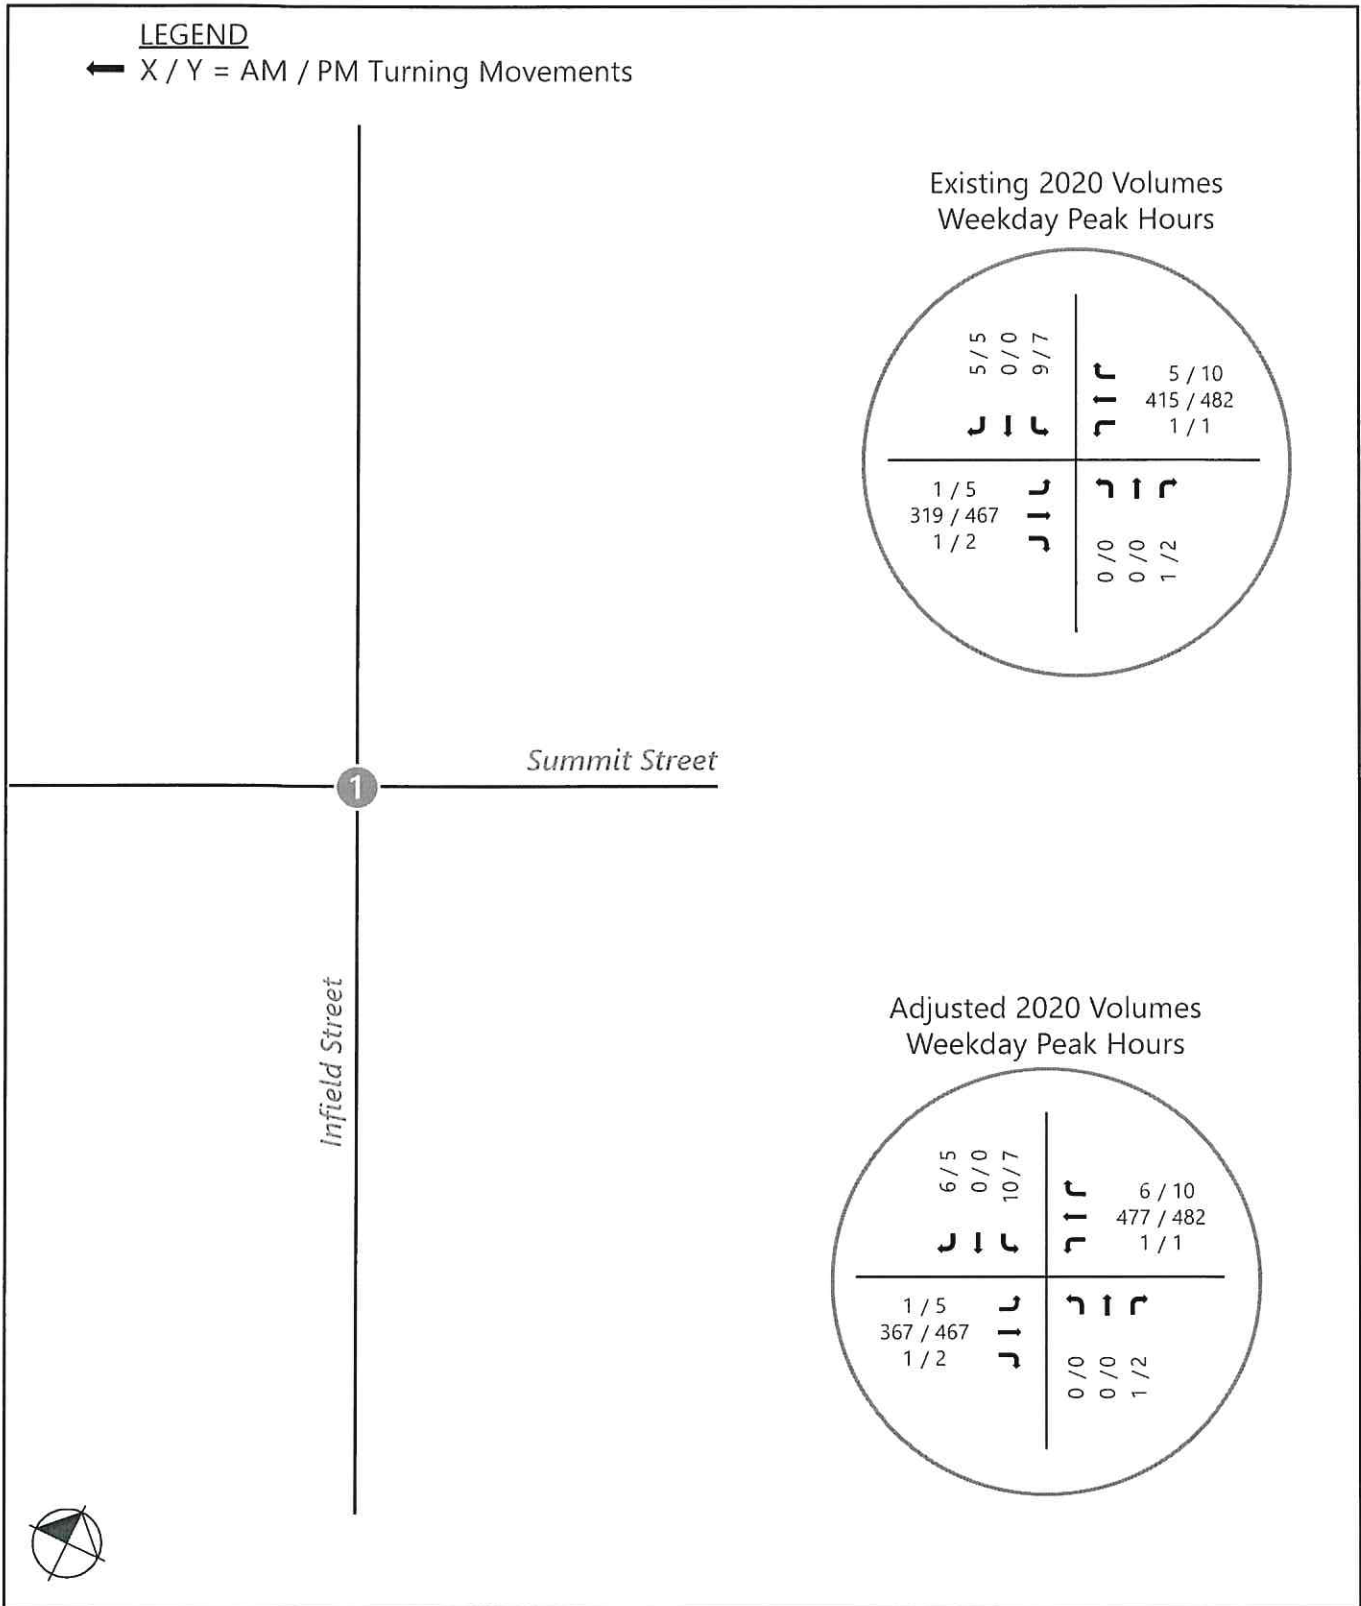 LEGEND
X / Y = AM / PM Turning Movements
Existing 2020 Volumes
Weekday Peak Hours
5 / 5
0 / 0
9 / 7
5 / 10
415 / 482
1 / 1
1 / 5
319 / 467
1 / 2
0 /0
0 /0
1 /2
Summit Street
1
Infield Street
Adjusted 2020 Volumes
Weekday Peak Hours
6 / 5
0 / 0
10 / 7
6 / 10
477 / 482
1 / 1
1 / 5
367 / 467
1 / 2
0 /0
0 /0
1 /2